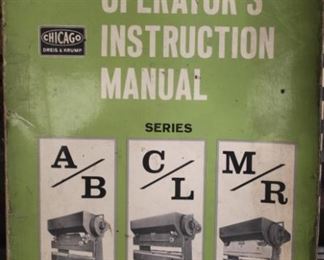 OPERATOR'S
CHICAGO
DREIS & KRUMP
INSTRUCTION
MANUAL
SERIES
A/B
C/L
M/R